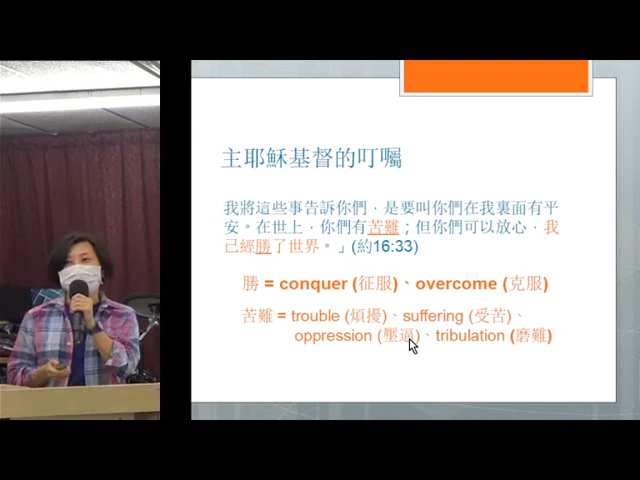 主耶穌基督的叮囑
我將這些事告訴你們，是要叫你們在我裏面有平
安。在世上，你們有苦難；但你們可以放心，我
已經勝了世界。」(約16:33)
勝 = conquer (征服)、overcome (克服)
苦難 = trouble (煩擾)、suffering (受苦)、
oppression (壓逼)、tribulation (磨難)